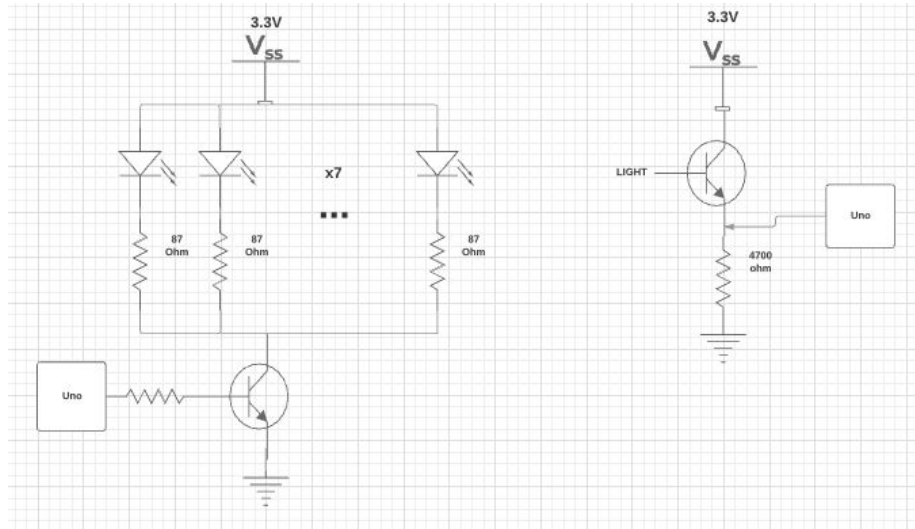 3.3V
VSS
x7
87
Ohm
87
Ohm
87
Ohm
Uno
3.3V
VSS
LIGHT
Uno
4700
ohm